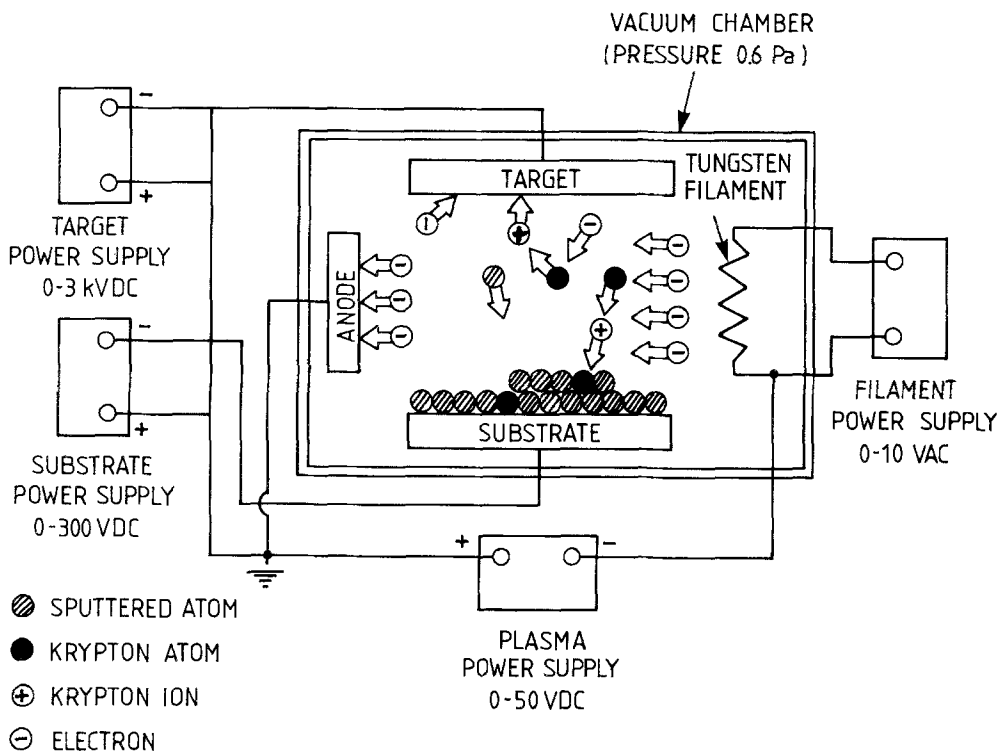 VACUUM CHAMBER
(PRESSURE 0.6 Pa)
-
+
TARGET
POWER SUPPLY
0-3 kVDC
TARGET
TUNGSTEN
FILAMENT
ANODE
-
+
SUBSTRATE
POWER SUPPLY
0-300 VDC
SUBSTRATE
FILAMENT
POWER SUPPLY
0-10 VAC
+
-
PLASMA
POWER SUPPLY
0-50 VDC
SPUTTERED ATOM
KRYPTON ATOM
+ KRYPTON ION
- ELECTRON